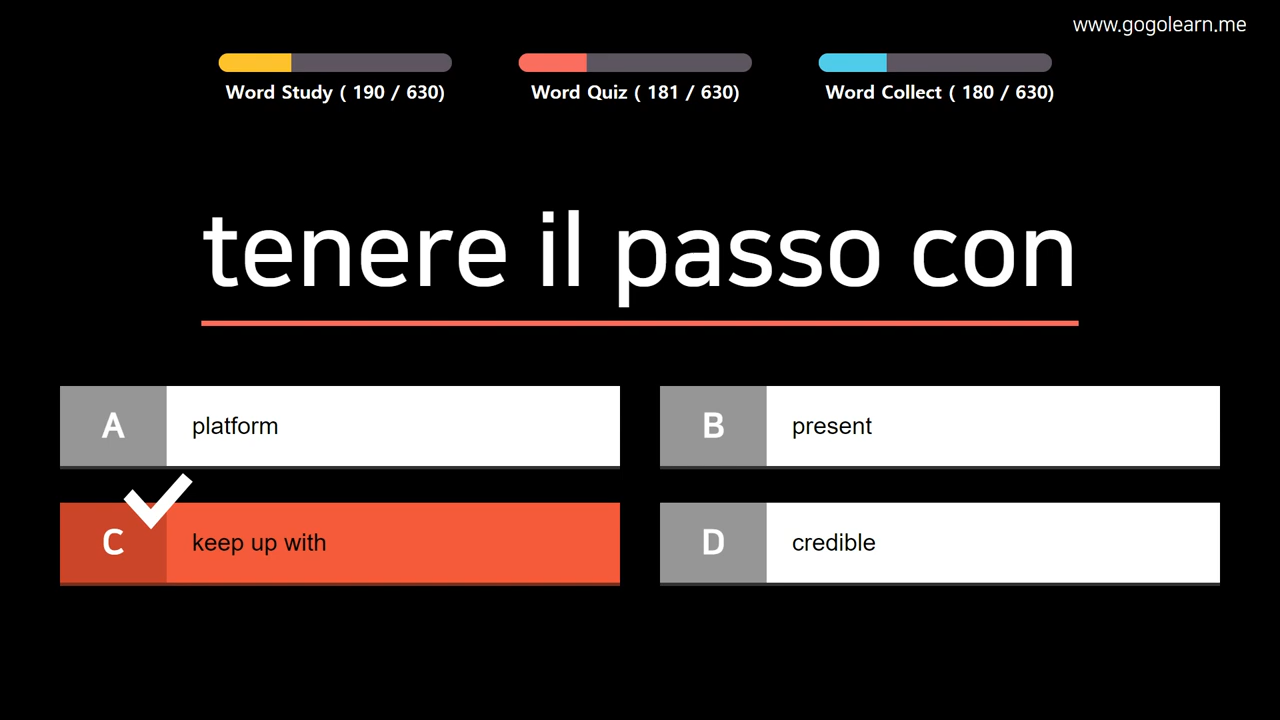 www.gogolearn.me
Word Study ( 190 / 630)
Word Quiz ( 181 / 630)
Word Collect ( 180 / 630)
tenere il passo con
A platform
B present
C keep up with
D credible